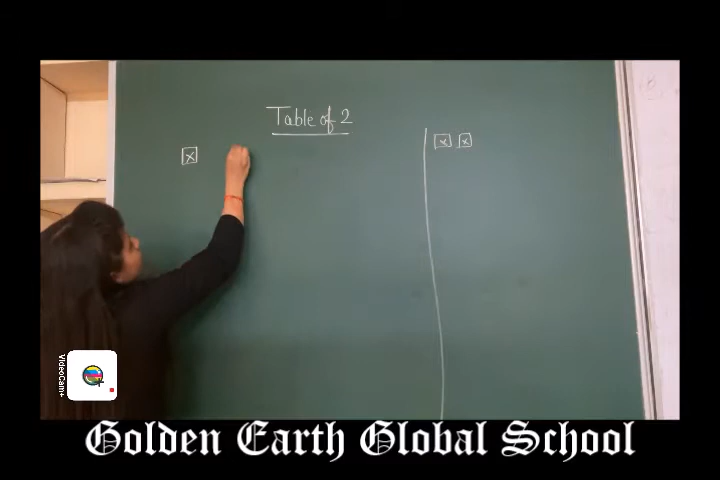 Table of 2
x
x x
VideoCam+
Golden Earth Global School